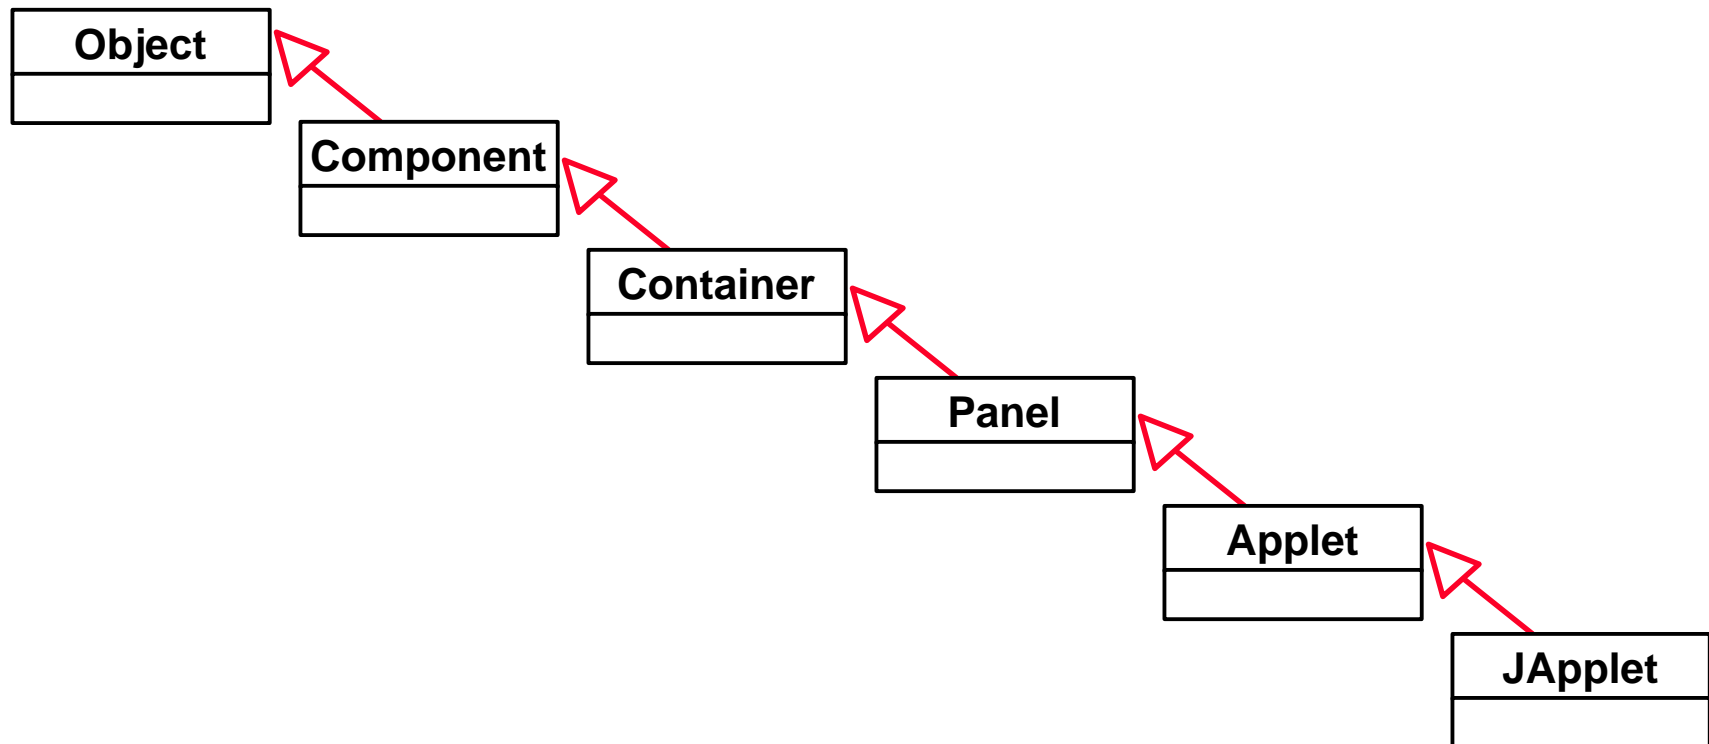 Object
Component
Container
Panel
Applet
JApplet